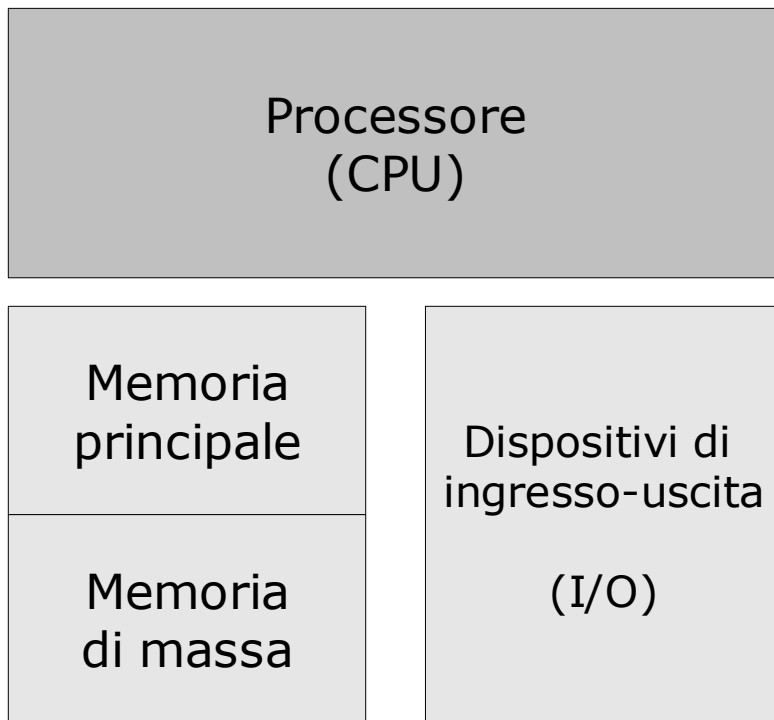 Processore
(CPU)
Memoria
principale
Memoria
di massa
Dispositivi di
ingresso-uscita
(I/O)